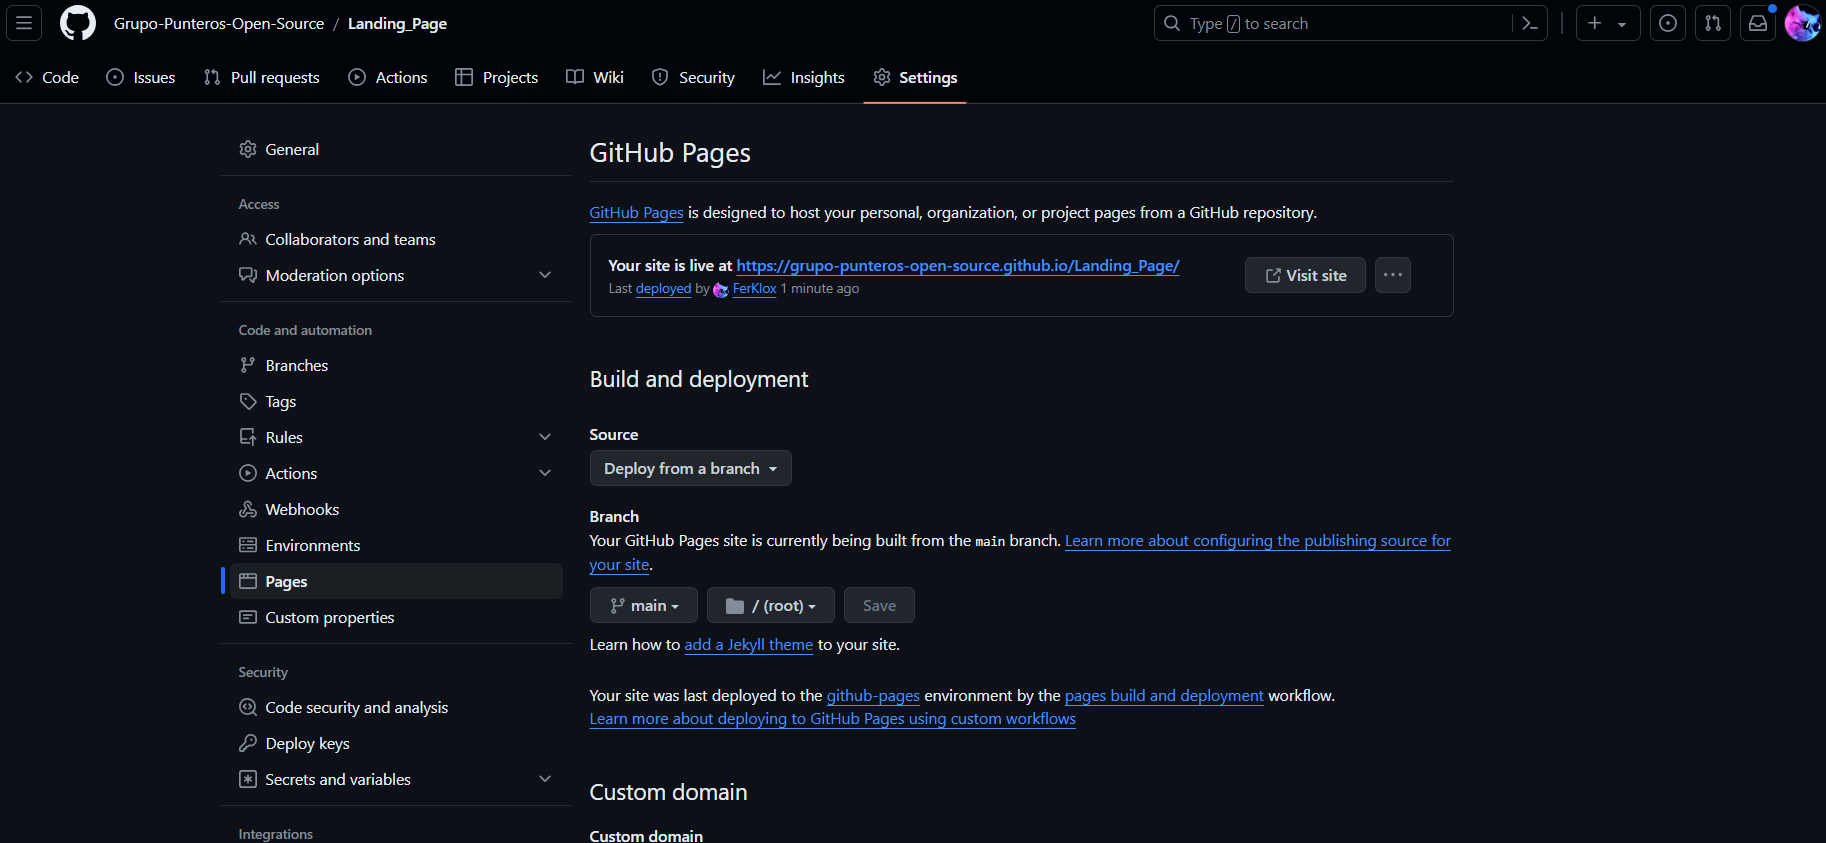 Grupo-Punteros-Open-Source / Landing_Page
Type / to search
Code
Issues
Pull requests
Actions
Projects
Wiki
Security
Insights
Settings
General
Access
Collaborators and teams
Moderation options
Code and automation
Branches
Tags
Rules
Actions
Webhooks
Environments
Pages
Custom properties
Security
Code security and analysis
Deploy keys
Secrets and variables
Integrations
GitHub Pages
GitHub Pages is designed to host your personal, organization, or project pages from a GitHub repository.
Your site is live at https://grupo-punteros-open-source.github.io/Landing_Page/
Last deployed by FerKlox 1 minute ago
Visit site
Build and deployment
Source
Deploy from a branch
Branch
Your GitHub Pages site is currently being built from the main branch. Learn more about configuring the publishing source for
your site.
main
/ (root)
Save
Learn how to add a Jekyll theme to your site.
Your site was last deployed to the github-pages environment by the pages build and deployment workflow.
Learn more about deploying to GitHub Pages using custom workflows
Custom domain
Custom domain